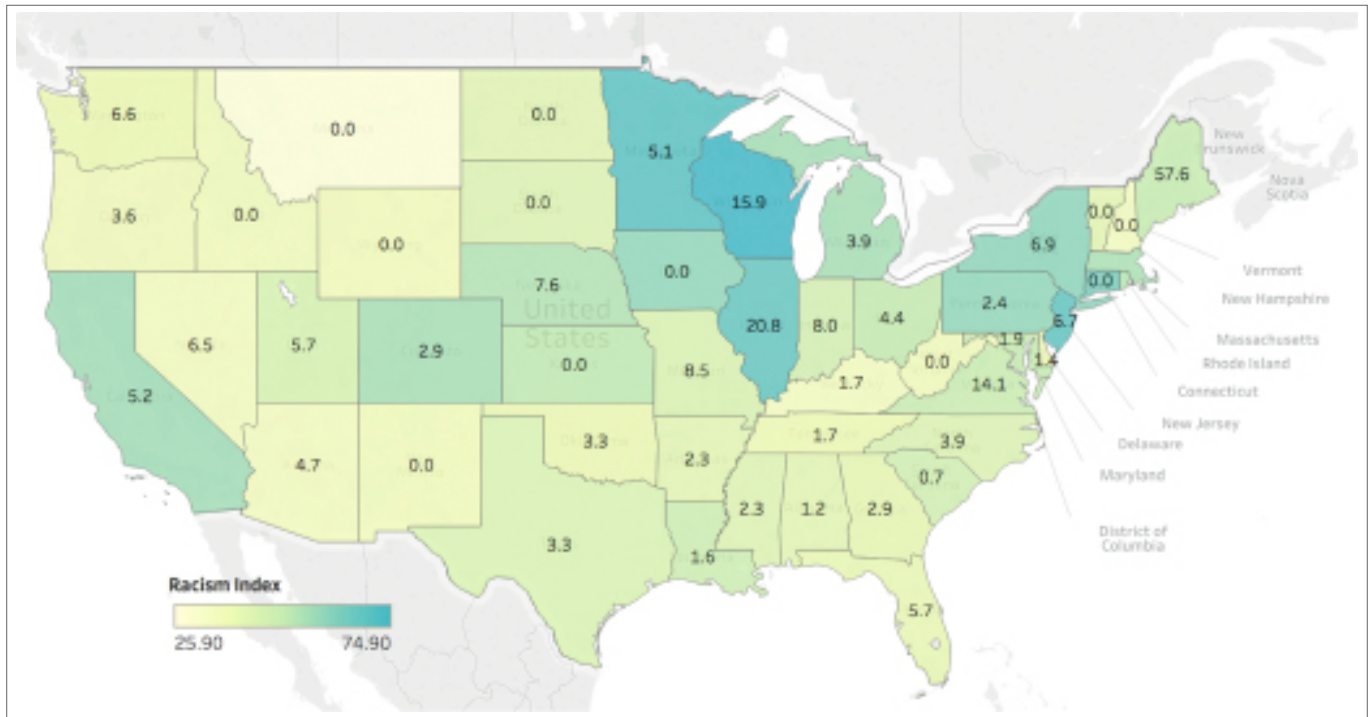 6.6
0.0
0.0
5.1
New
Brunswick
57.6
Nova
Scotia
3.6
0.0
0.0
0.0
15.9
3.9
0.0
0.0
6.9
Vermont
New Hampshire
7.6
United
States
0.0
2.4
0.0
6.7
Massachusetts
Rhode Island
Connecticut
6.5
5.7
2.9
0.0
8.5
20.8
8.0
4.4
0.0
1.9
1.4
14.1
New Jersey
Delaware
Maryland
5.2
4.7
0.0
3.3
2.3
1.7
1.7
3.9
0.7
District of
Columbia
3.3
1.6
2.3
1.2
2.9
5.7
Racism Index
25.90
74.90